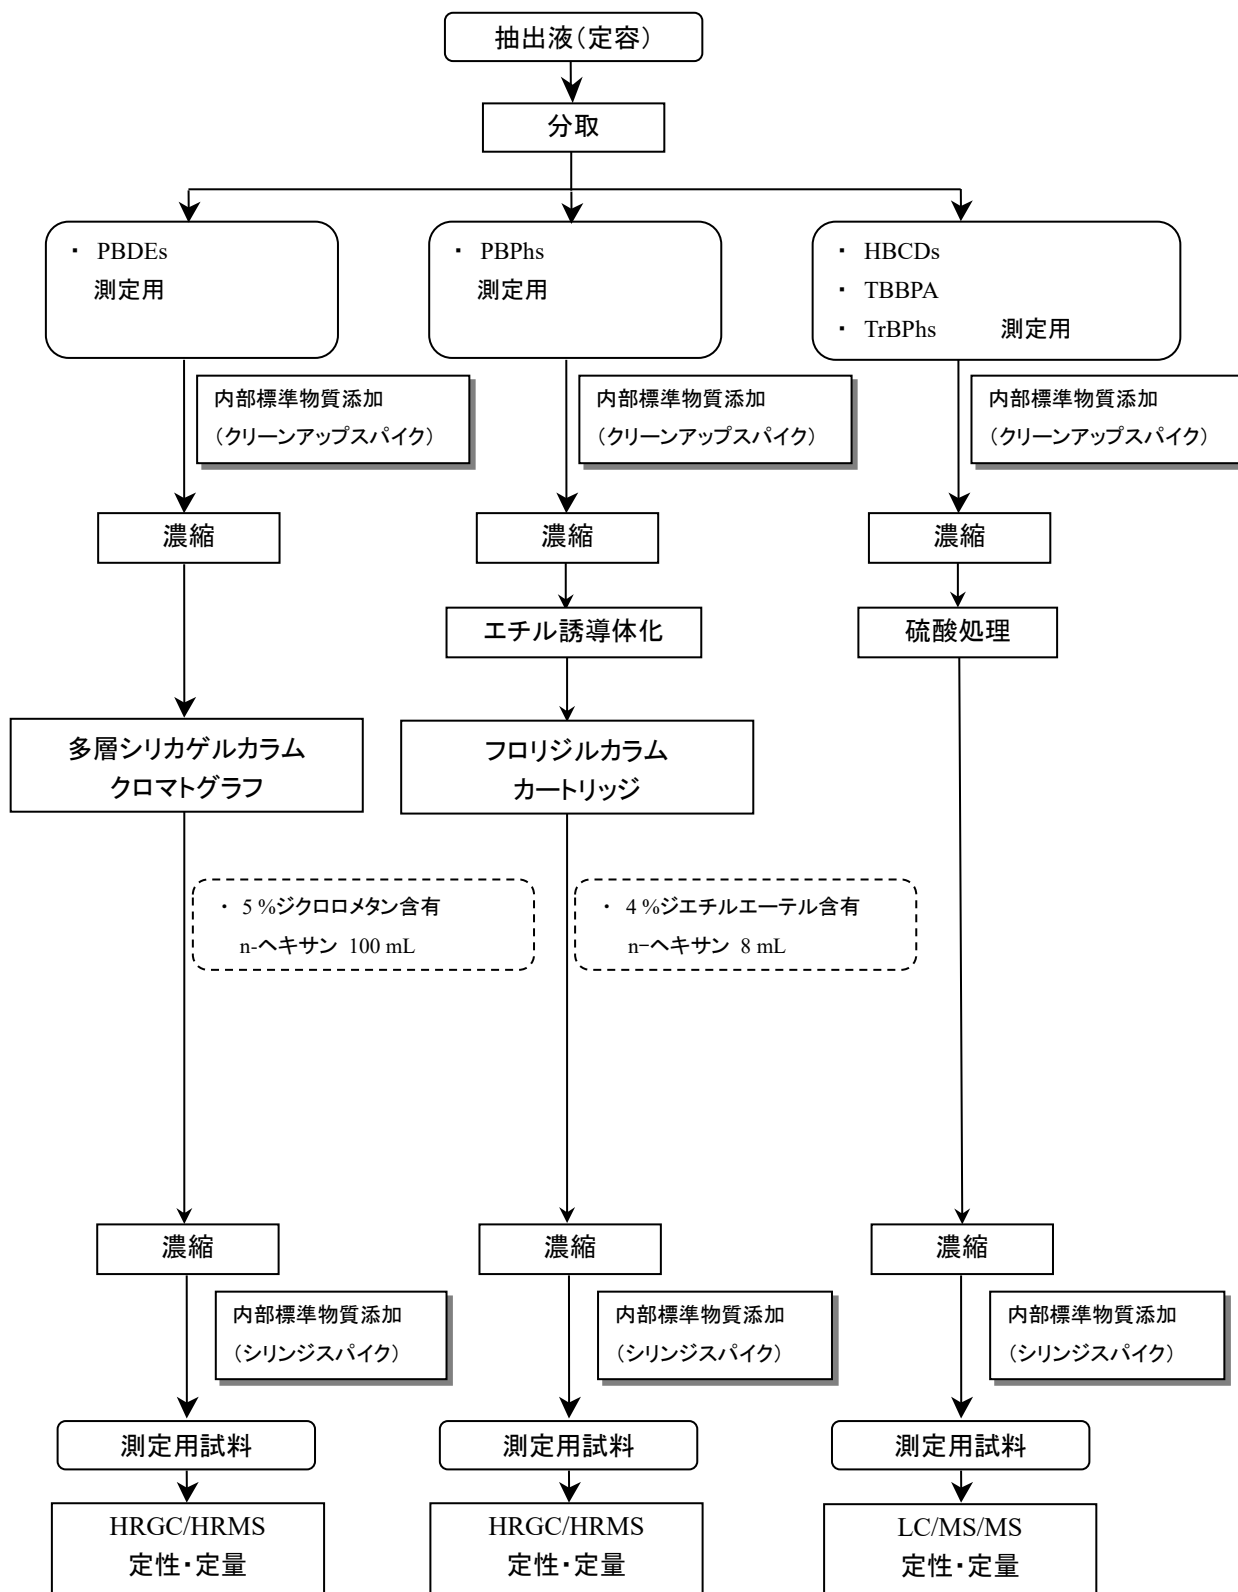 抽出液（定容）
分取
・ PBDEs
測定用
・ PBPhs
測定用
・ HBCDs
・ TBBPA
・ TrBPhs 測定用
内部標準物質添加
（クリーンアップスパイク）
内部標準物質添加
（クリーンアップスパイク）
内部標準物質添加
（クリーンアップスパイク）
濃縮
濃縮
濃縮
エチル誘導体化
硫酸処理
多層シリカゲルカラム
クロマトグラフ
フロリジルカラム
カートリッジ
・ 5 %ジクロロメタン含有
n-ヘキサン 100 mL
・ 4 %ジエチルエーテル含有
n−ヘキサン 8 mL
濃縮
濃縮
濃縮
内部標準物質添加
（シリンジスパイク）
内部標準物質添加
（シリンジスパイク）
内部標準物質添加
（シリンジスパイク）
測定用試料
測定用試料
測定用試料
HRGC/HRMS
定性・定量
HRGC/HRMS
定性・定量
LC/MS/MS
定性・定量